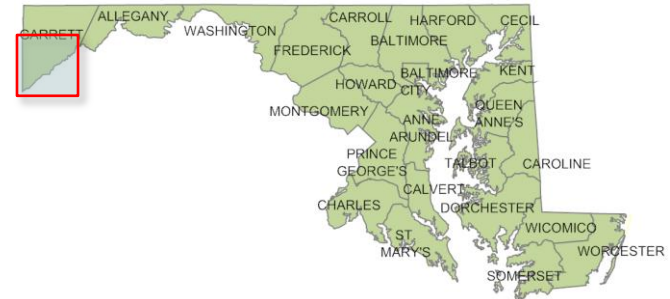 GARRETT
ALLEGANY
WASHINGTON
FREDERICK
CARROLL
BALTIMORE
HARFORD
CECIL
HOWARD
BALTIMORE
CITY
KENT
MONTGOMERY
ANNE
ARUNDEL
QUEEN
ANNE'S
PRINCE
GEORGE'S
TALBOT
CAROLINE
CALVERT
CHARLES
DORCHESTER
ST.
MARY'S
WICOMICO
WORCESTER
SOMERSET